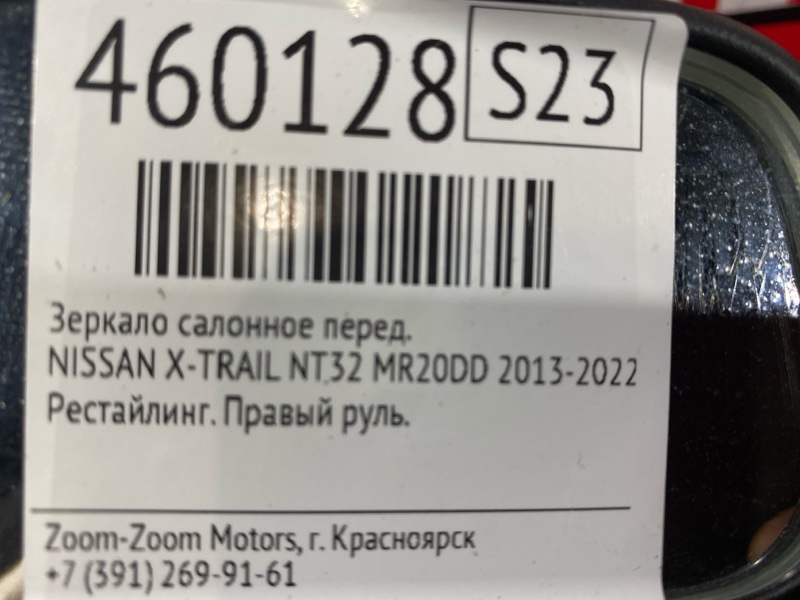 460128 S23
Зеркало салонное перед.
NISSAN X-TRAIL NT32 MR20DD 2013-2022
Рестайлинг. Правый руль.
Zoom-Zoom Motors, г. Красноярск
+7 (391) 269-91-61